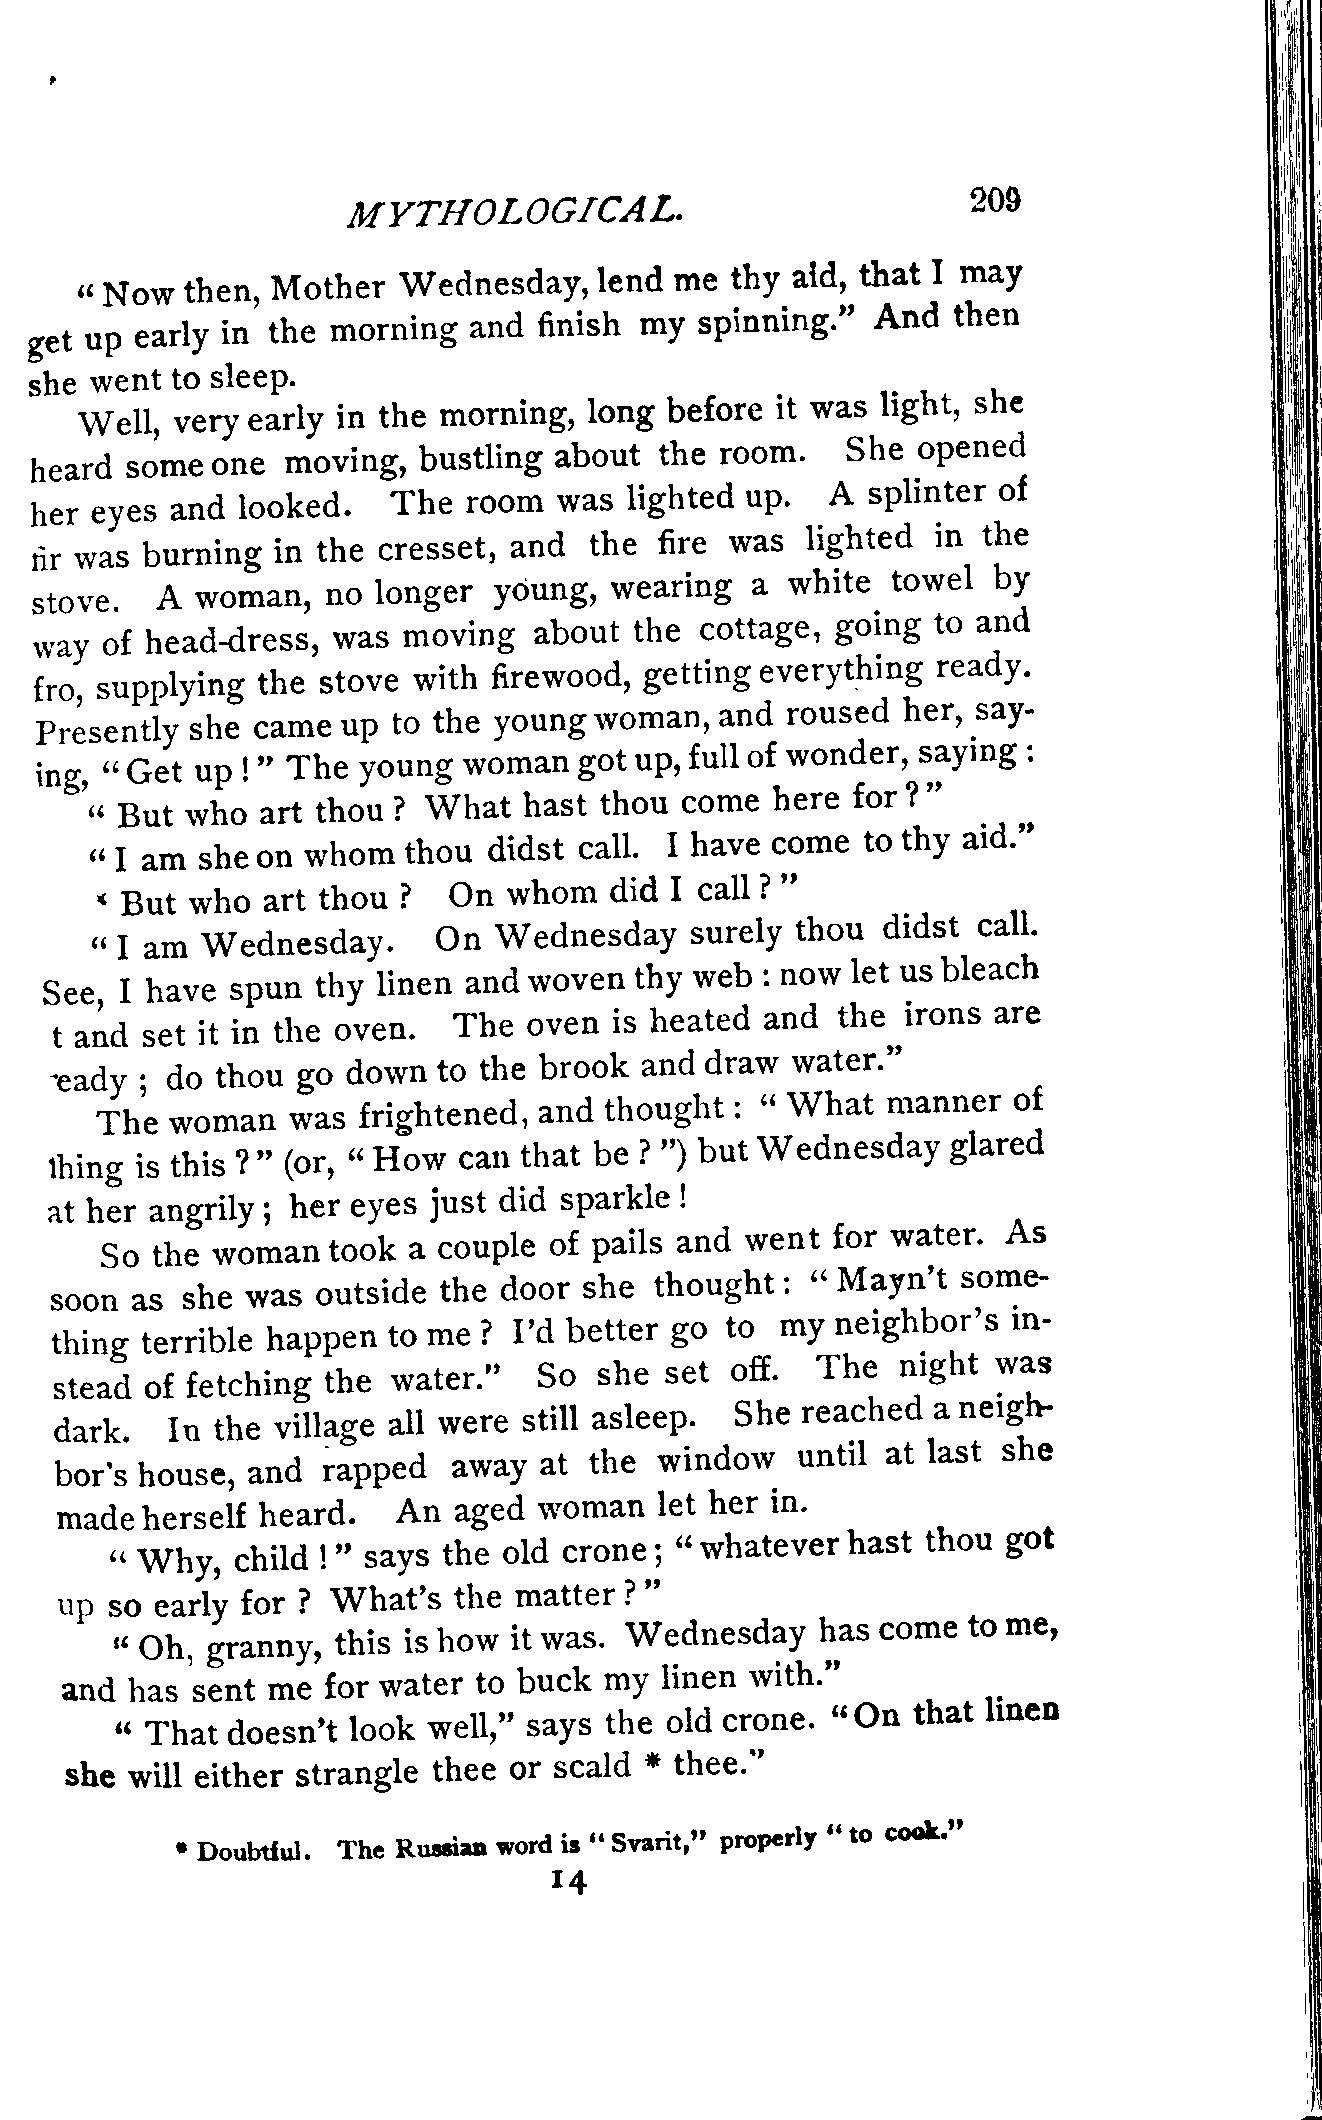 MYTHOLOGICAL. 209
“ Now then, Mother Wednesday, lend me thy aid, that I may
get up early in the morning and finish my spinning.” And then
she went to sleep.
Well, very early in the morning, long before it was light, she
heard some one moving, bustling about the room. She opened
her eyes and looked. The room was lighted up. A splinter of
fir was burning in the cresset, and the fire was lighted in the
stove. A woman, no longer young, wearing a white towel by
way of head-dress, was moving about the cottage, going to and
fro, supplying the stove with firewood, getting everything ready.
Presently she came up to the young woman, and roused her, say-
ing, “ Get up ! ” The young woman got up, full of wonder, saying :
“ But who art thou ? What hast thou come here for ? ”
“ I am she on whom thou didst call. I have come to thy aid.”
‘ But who art thou ? On whom did I call ? ”
“ I am Wednesday. On Wednesday surely thou didst call.
See, I have spun thy linen and woven thy web : now let us bleach
t and set it in the oven. The oven is heated and the irons are
ready ; do thou go down to the brook and draw water.”
The woman was frightened, and thought : “ What manner of
thing is this ? ” (or, “ How can that be ? ”) but Wednesday glared
at her angrily ; her eyes just did sparkle !
So the woman took a couple of pails and went for water. As
soon as she was outside the door she thought : “ Mayn’t some-
thing terrible happen to me ? I’d better go to my neighbor’s in-
stead of fetching the water.” So she set off. The night was
dark. In the village all were still asleep. She reached a neigh-
bor’s house, and rapped away at the window until at last she
made herself heard. An aged woman let her in.
“ Why, child ! ” says the old crone ; “ whatever hast thou got
up so early for ? What’s the matter ? ”
“ Oh, granny, this is how it was. Wednesday has come to me,
and has sent me for water to buck my linen with.”
“ That doesn’t look well,” says the old crone. “ On that linen
she will either strangle thee or scald * thee.”
* Doubtful. The Russian word is “ Svarit,” properly “ to cook.”
14